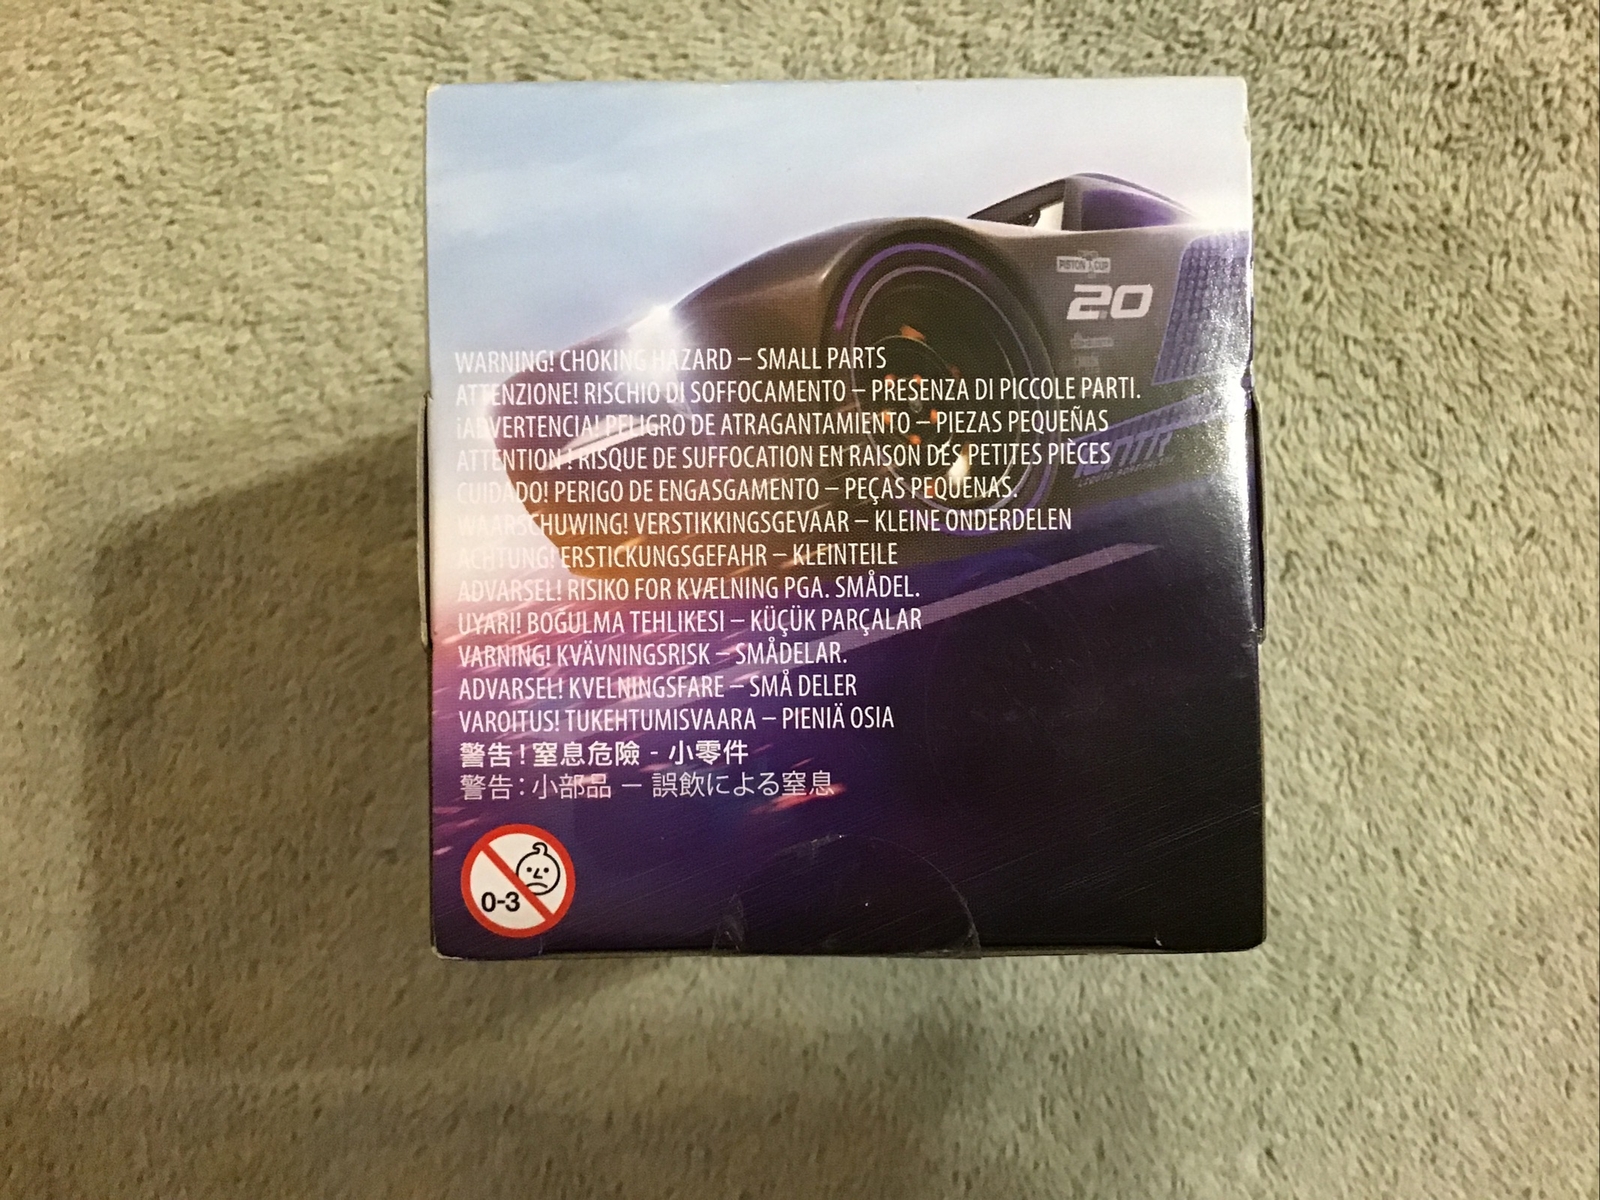 PISTON CUP
20
WARNING! CHOKING HAZARD – SMALL PARTS
ATTENZIONE! RISCHIO DI SOFFOCAMENTO – PRESENZA DI PICCOLE PARTI.
¡ADVERTENCIA! PELIGRO DE ATRAGANTAMIENTO – PIEZAS PEQUEÑAS
ATTENTION ! RISQUE DE SUFFOCATION EN RAISON DES PETITES PIÈCES
CUIDADO! PERIGO DE ENGASGAMENTO – PEÇAS PEQUENAS.
WAARSCHUWING! VERSTIKKINGSGEVAAR – KLEINE ONDERDELEN
ACHTUNG! ERSTICKUNGSGEFAHR – KLEINTEILE
ADVARSEL! RISIKO FOR KVÆLNING PGA. SMÅDEL.
UYARI! BOĞULMA TEHLIKESI – KÜÇÜK PARÇALAR
VARNING! KVÄVNINGSRISK – SMÅDELAR.
ADVARSEL! KVELNINGSFARE – SMÅ DELER
VAROITUS! TUKEHTUMISVAARA – PIENIÄ OSIA
警告！窒息危險 - 小零件
警告：小部品 － 誤飲による窒息
0-3